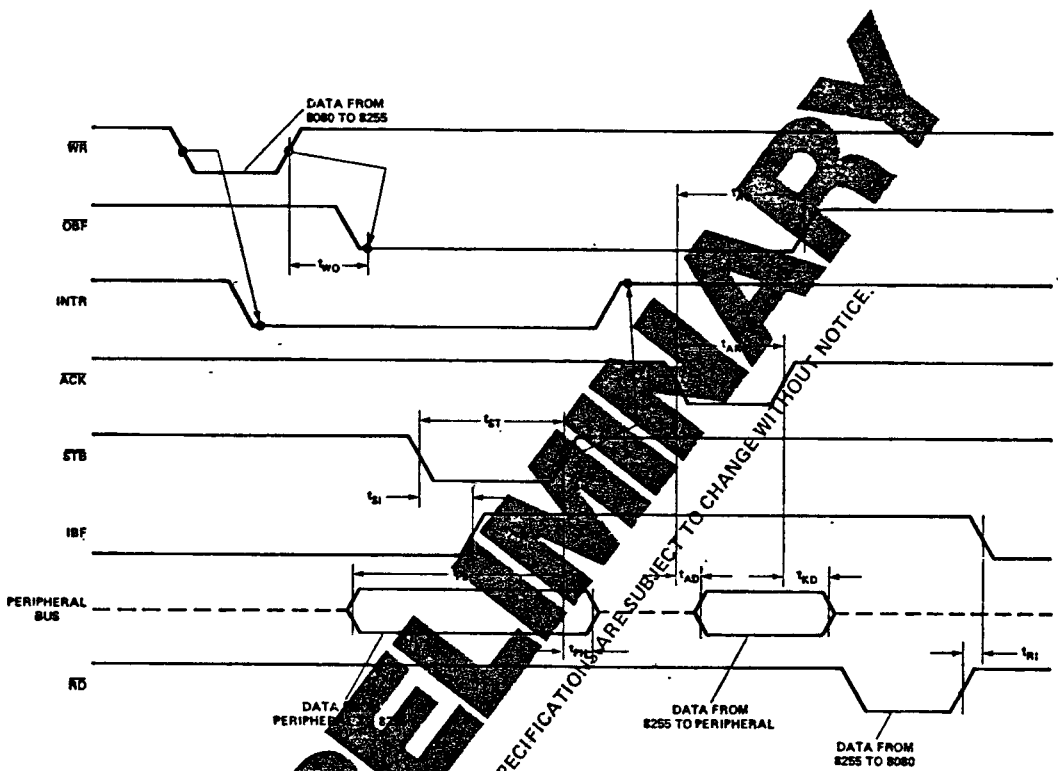 DATA FROM
8080 TO 8255
WR
OBF
tWO
INTR
tAK
ACK
tST
STB
tSI
IBF
tAD
tKD
PERIPHERAL
BUS
tPH
RD
tRI
DATA
PERIPHERAL
DATA FROM
8255 TO PERIPHERAL
DATA FROM
8255 TO 8080
PRELIMINARY
SPECIFICATIONS ARE SUBJECT TO CHANGE WITHOUT NOTICE.